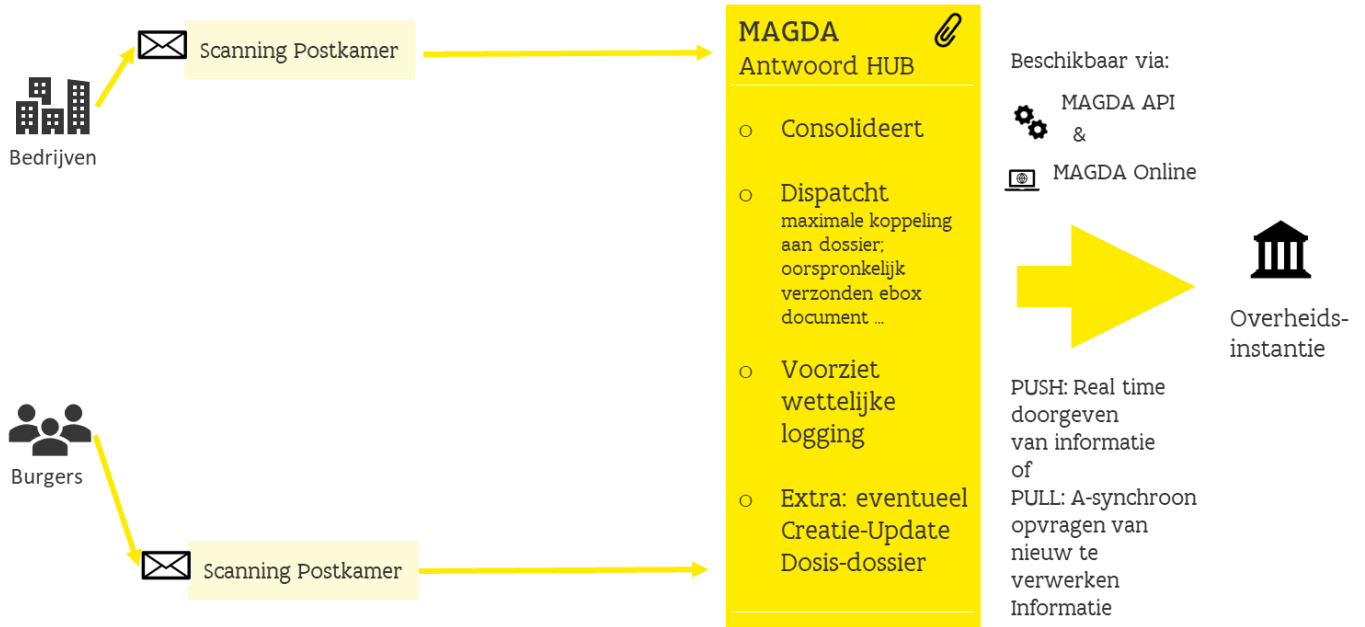 Scanning Postkamer
Bedrijven
Burgers
Scanning Postkamer
MAGDA
Antwoord HUB
o Consolideert
o Dispatcht
maximale koppeling
aan dossier;
oorspronkelijk
verzonden ebox
document ...
o Voorziet
wettelijke
logging
o Extra: eventueel
Creatie-Update
Dosis-dossier
Beschikbaar via:
MAGDA API
&
MAGDA Online
PUSH: Real time
doorgeven
van informatie
of
PULL: A-synchroon
opvragen van
nieuw te
verwerken
Informatie
Overheids-
instantie